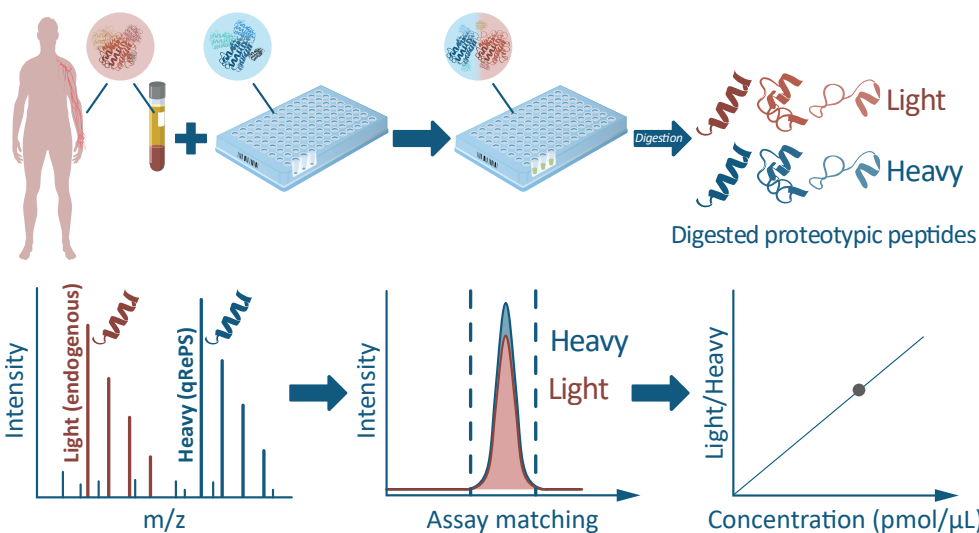 Digestion
Light
Heavy
Digested proteotypic peptides
Intensity
Light (endogenous)
Heavy (qRePS)
m/z
Intensity
Heavy
Light
Assay matching
Light/Heavy
Concentration (pmol/µL)